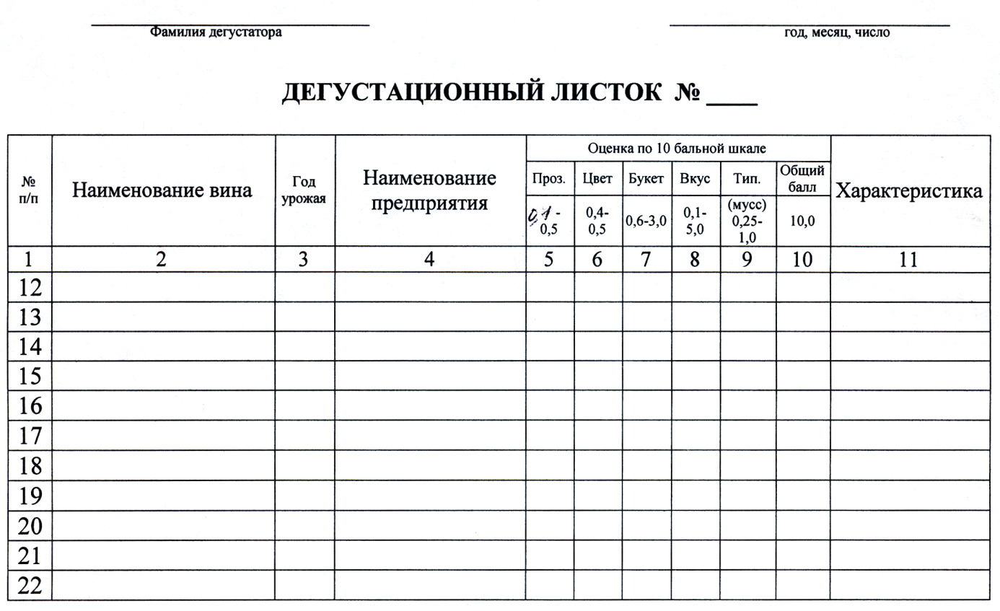 Фамилия дегустатора год, месяц, число
ДЕГУСТАЦИОННЫЙ ЛИСТОК № ____
№ п/п
Наименование вина
Год урожая
Наименование предприятия
Оценка по 10 бальной шкале
Проз. Цвет Букет Вкус Тип. Общий балл
0,1 - 0,5
0,4- 0,5
0,6-3,0
0,1- 5,0
(мусс) 0,25- 1,0
10,0
Характеристика
1 2 3 4 5 6 7 8 9 10 11
12
13
14
15
16
17
18
19
20
21
22